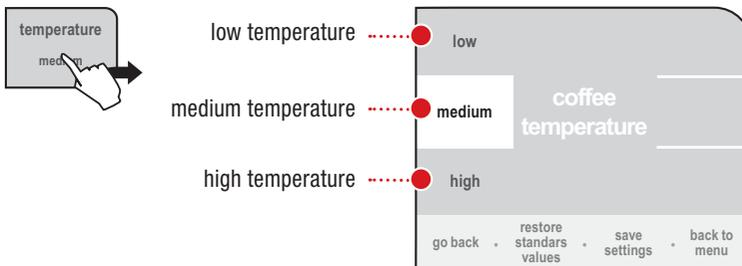 temperature
medium
low temperature
medium temperature
high temperature
low
medium
high
coffee
temperature
go back
restore
standars
values
save
settings
back to
menu